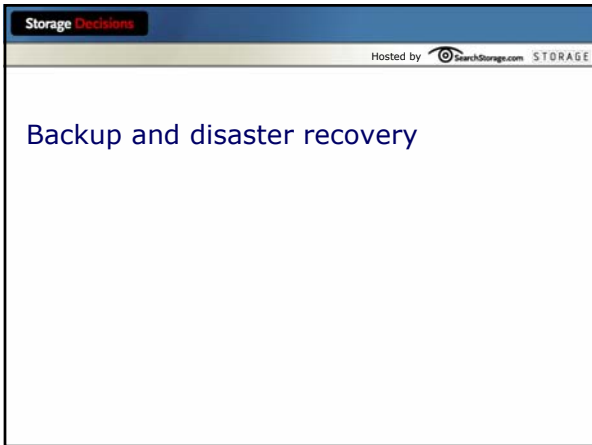 Storage Decisions
Hosted by SearchStorage.com STORAGE
Backup and disaster recovery